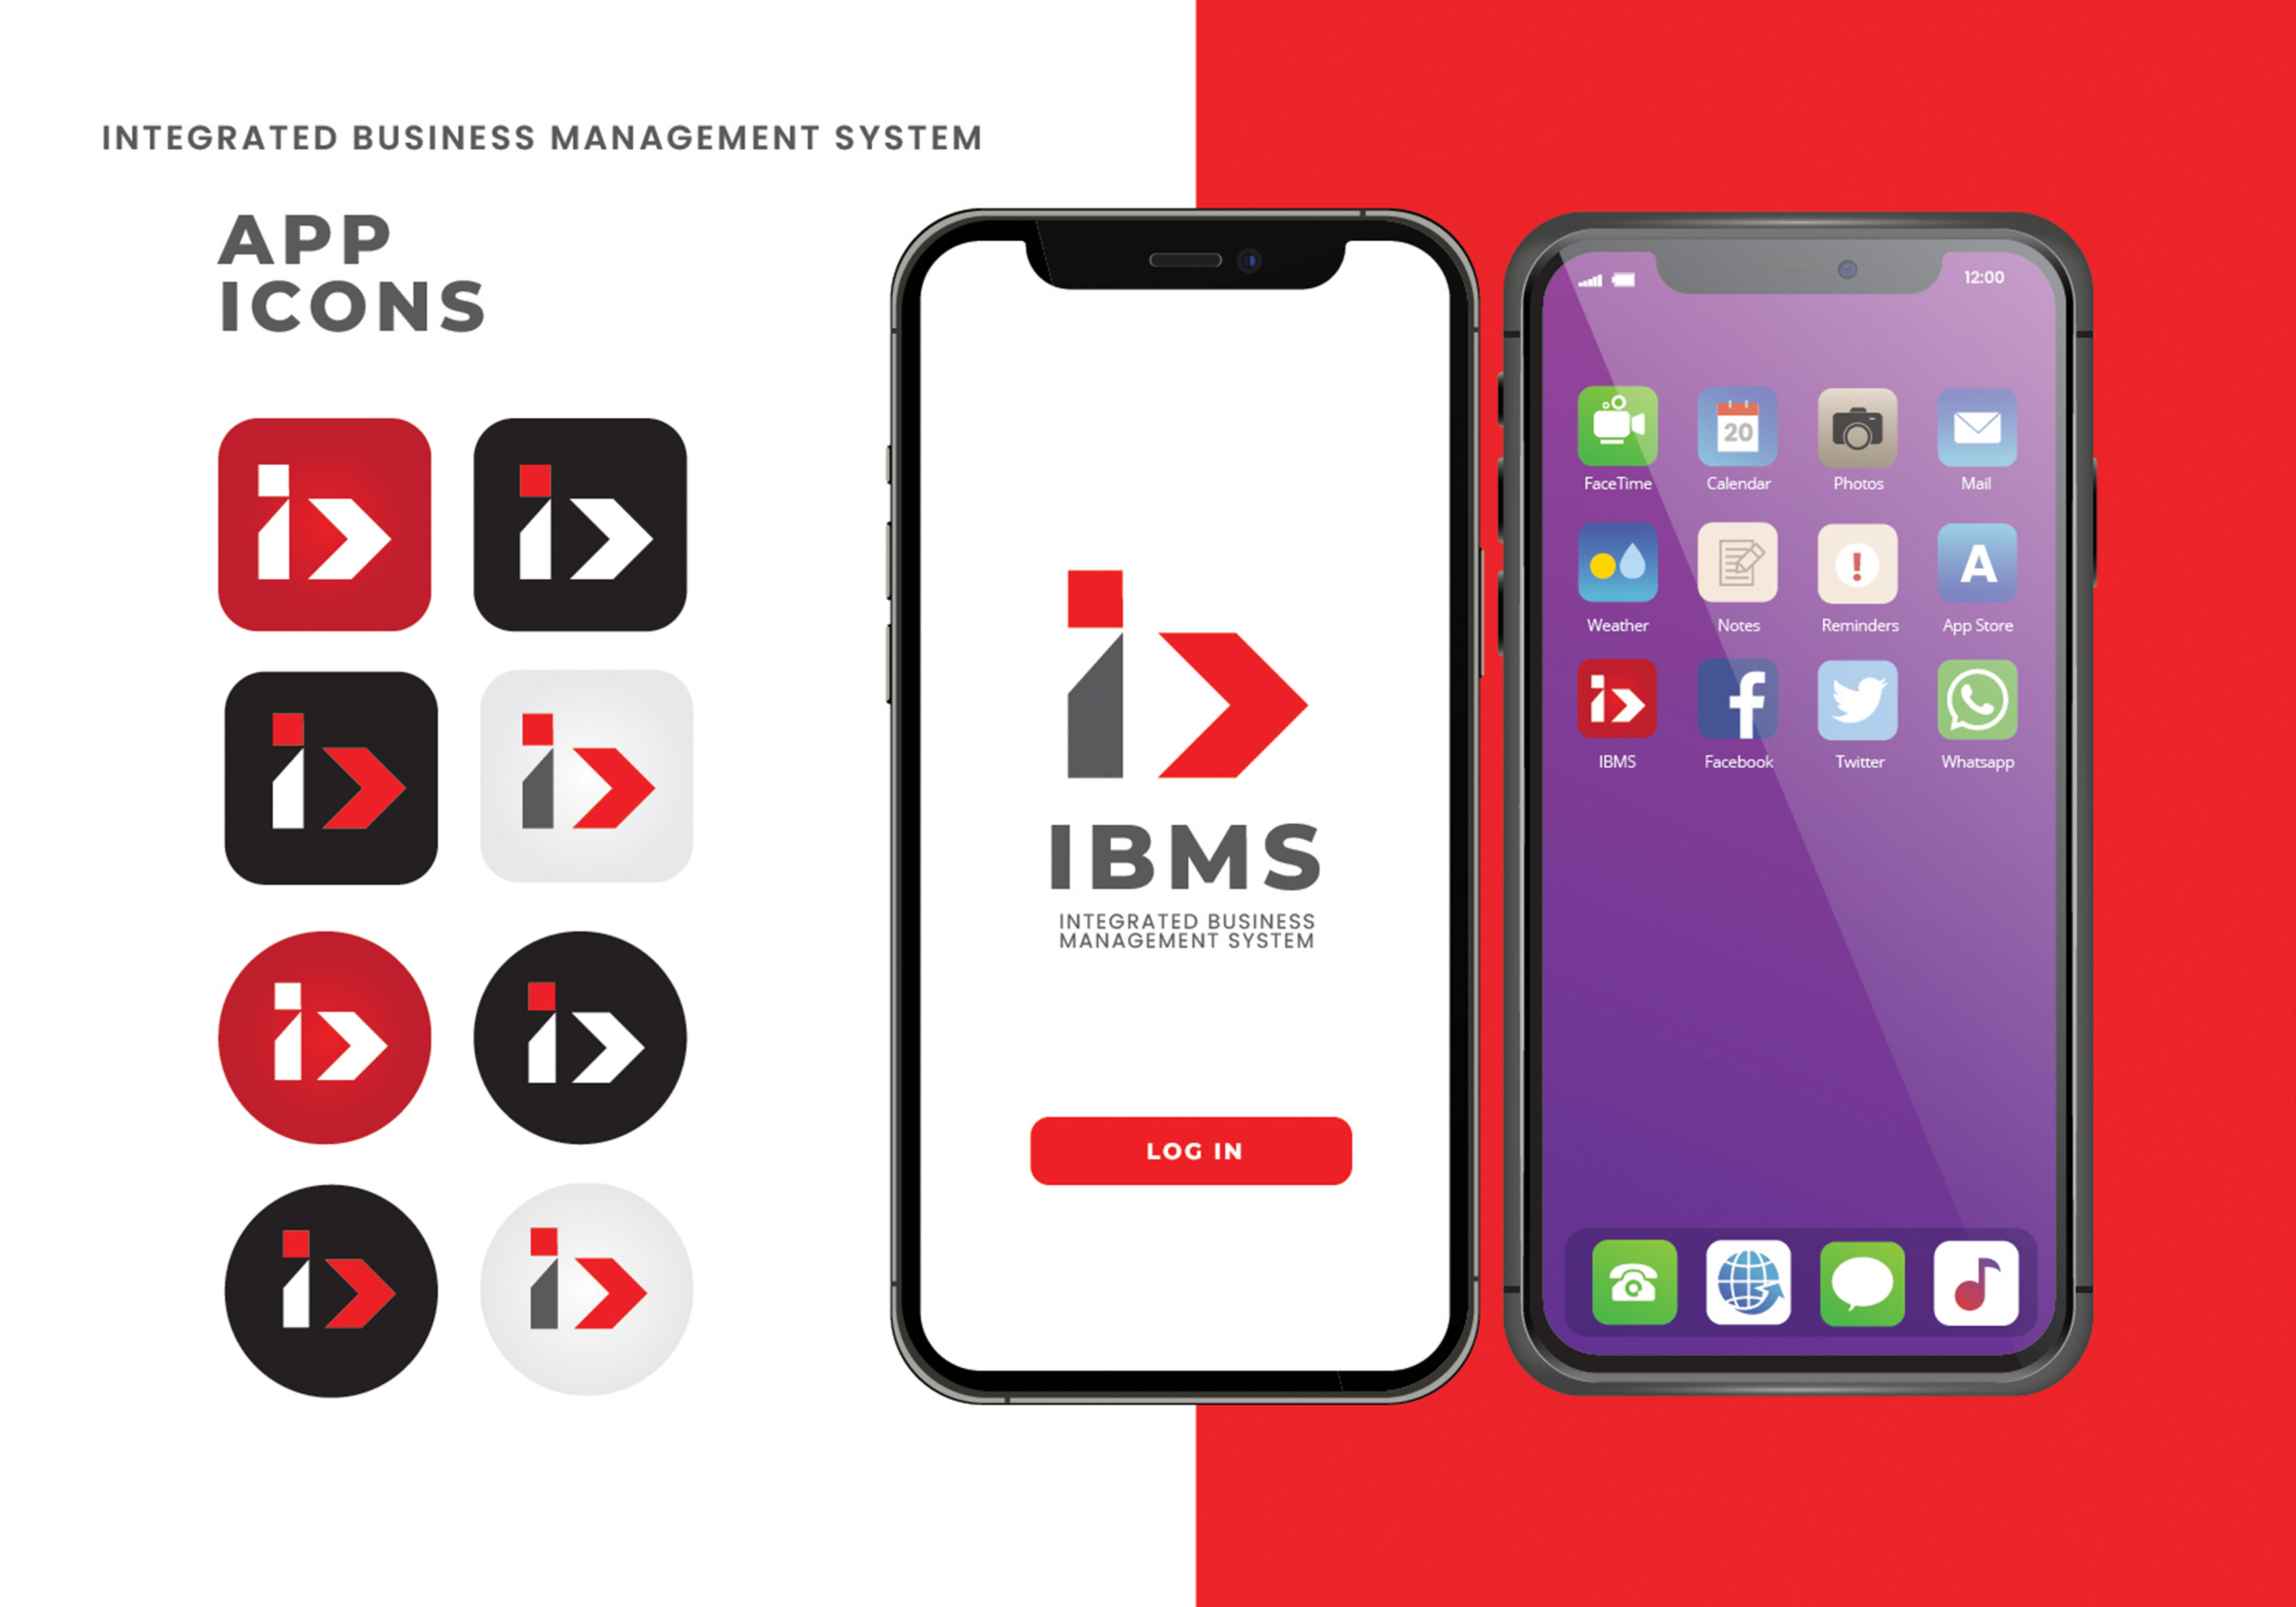 INTEGRATED BUSINESS MANAGEMENT SYSTEM
APP
ICONS
IBMS
INTEGRATED BUSINESS
MANAGEMENT SYSTEM
LOG IN
12:00
20
FaceTime Calendar Photos Mail
A
Weather Notes Reminders App Store
IBMS Facebook Twitter Whatsapp